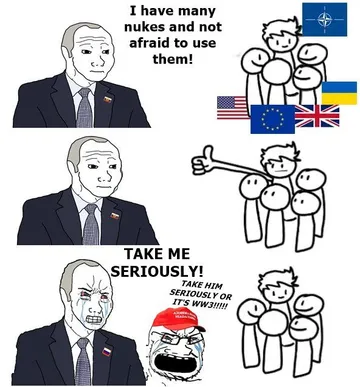 I have many
nukes and not
afraid to use
them!
TAKE ME
SERIOUSLY!
TAKE HIM
SERIOUSLY OR
IT'S WW3!!!!!